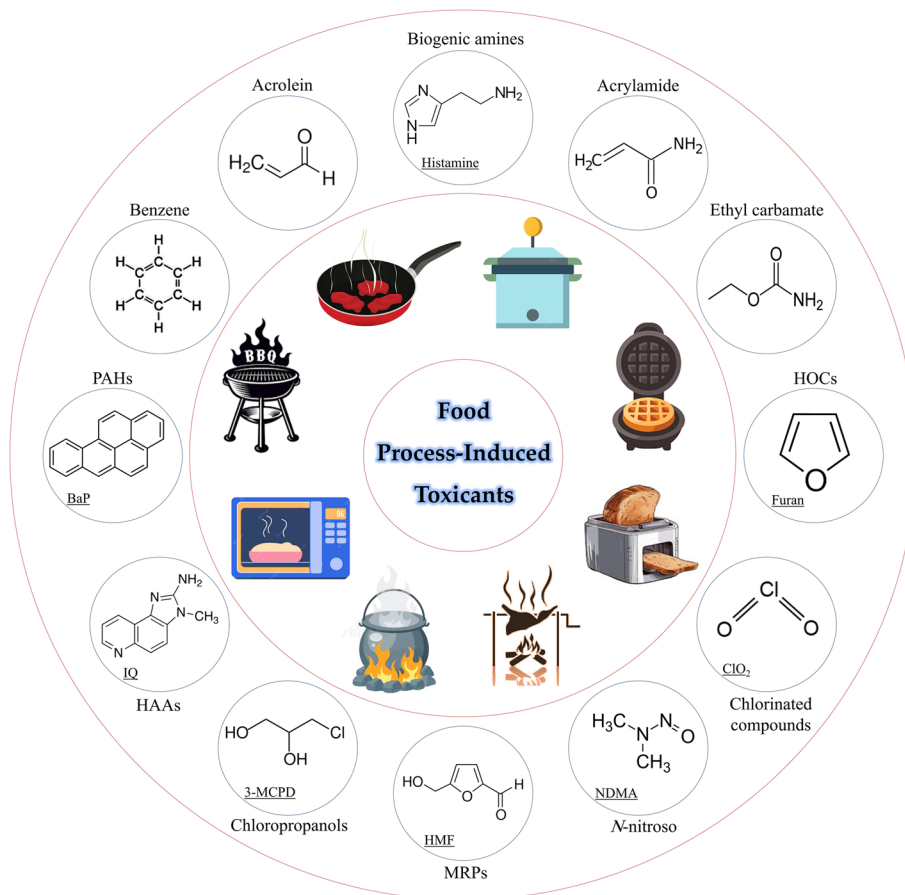 Biogenic amines
N
NH₂
N
H
Histamine
Acrolein
O
H₂C
H
Acrylamide
NH₂
H₂C
O
Benzene
H
H
H
H
H
H
Ethyl carbamate
O
O
NH₂
BBQ
PAHs
BaP
HOCs
O
Furan
Food
Process-Induced
Toxicants
NH₂
N
N
CH₃
N
IQ
HAAs
Cl
O
O
ClO₂
Chlorinated
compounds
HO
Cl
OH
3-MCPD
Chloropropanols
H₃C
N
N
O
CH₃
NDMA
N-nitroso
HO
O
H
O
HMF
MRPs